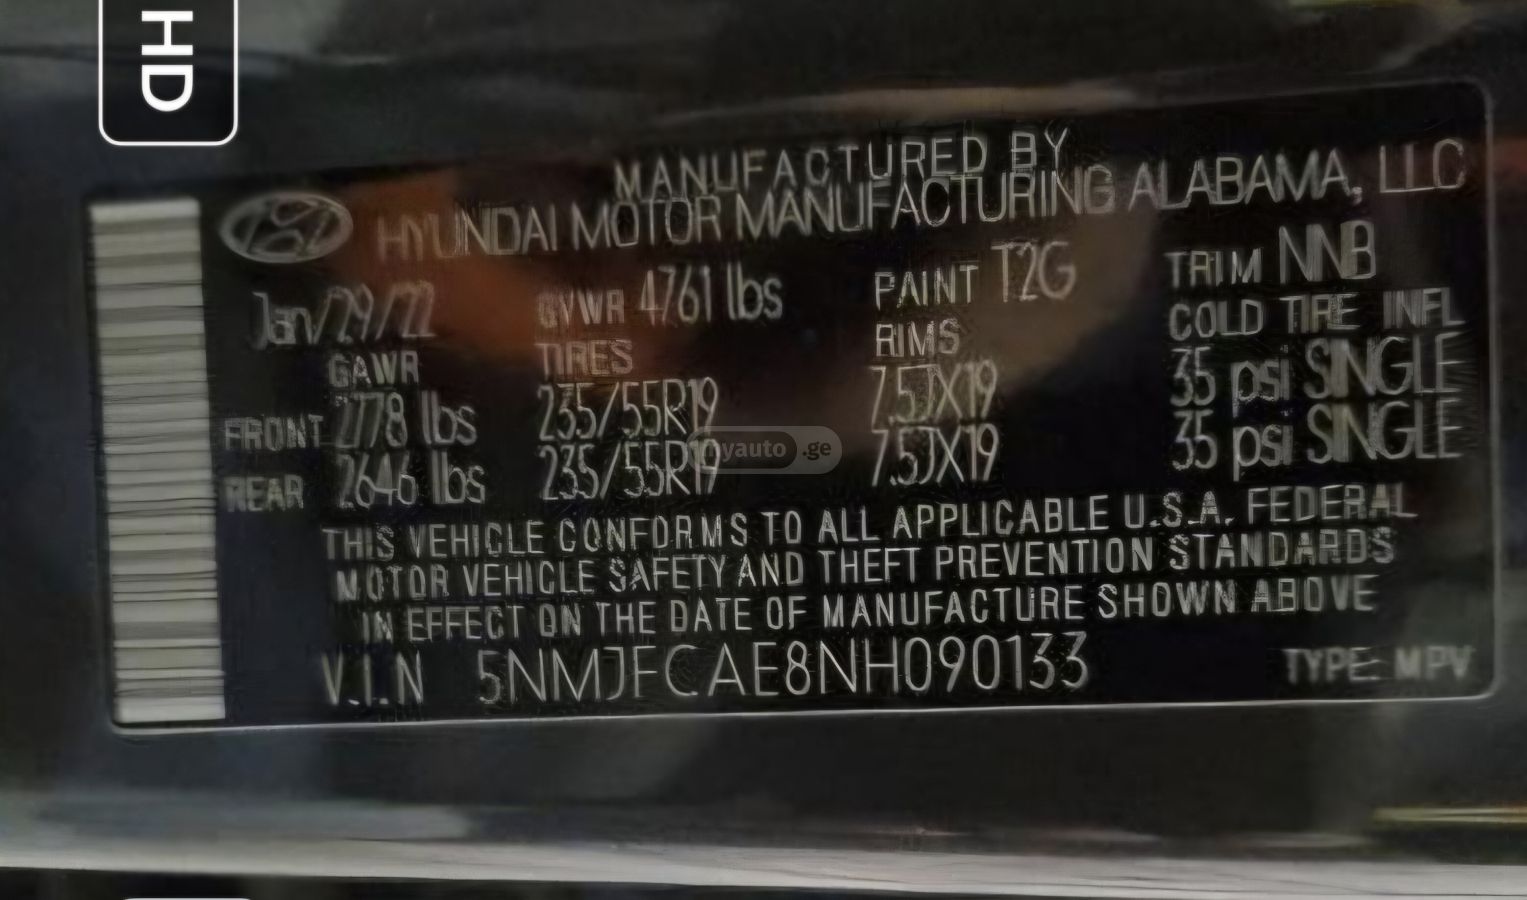 HD
MANUFACTURED BY
HYUNDAI MOTOR MANUFACTURING ALABAMA, LLC
Jan/29/22 GVWR 4761 lbs PAINT T2G TRIM NNB
GAWR TIRES RIMS COLD TIRE INFL
FRONT 2778 lbs 235/55R19 7.5JX19 35 psi SINGLE
REAR 2646 lbs 235/55R19 7.5JX19 35 psi SINGLE
myauto.ge
THIS VEHICLE CONFORMS TO ALL APPLICABLE U.S.A. FEDERAL
MOTOR VEHICLE SAFETY AND THEFT PREVENTION STANDARDS
IN EFFECT ON THE DATE OF MANUFACTURE SHOWN ABOVE
V.I.N 5NMJFCAE8NH090133 TYPE: MPV